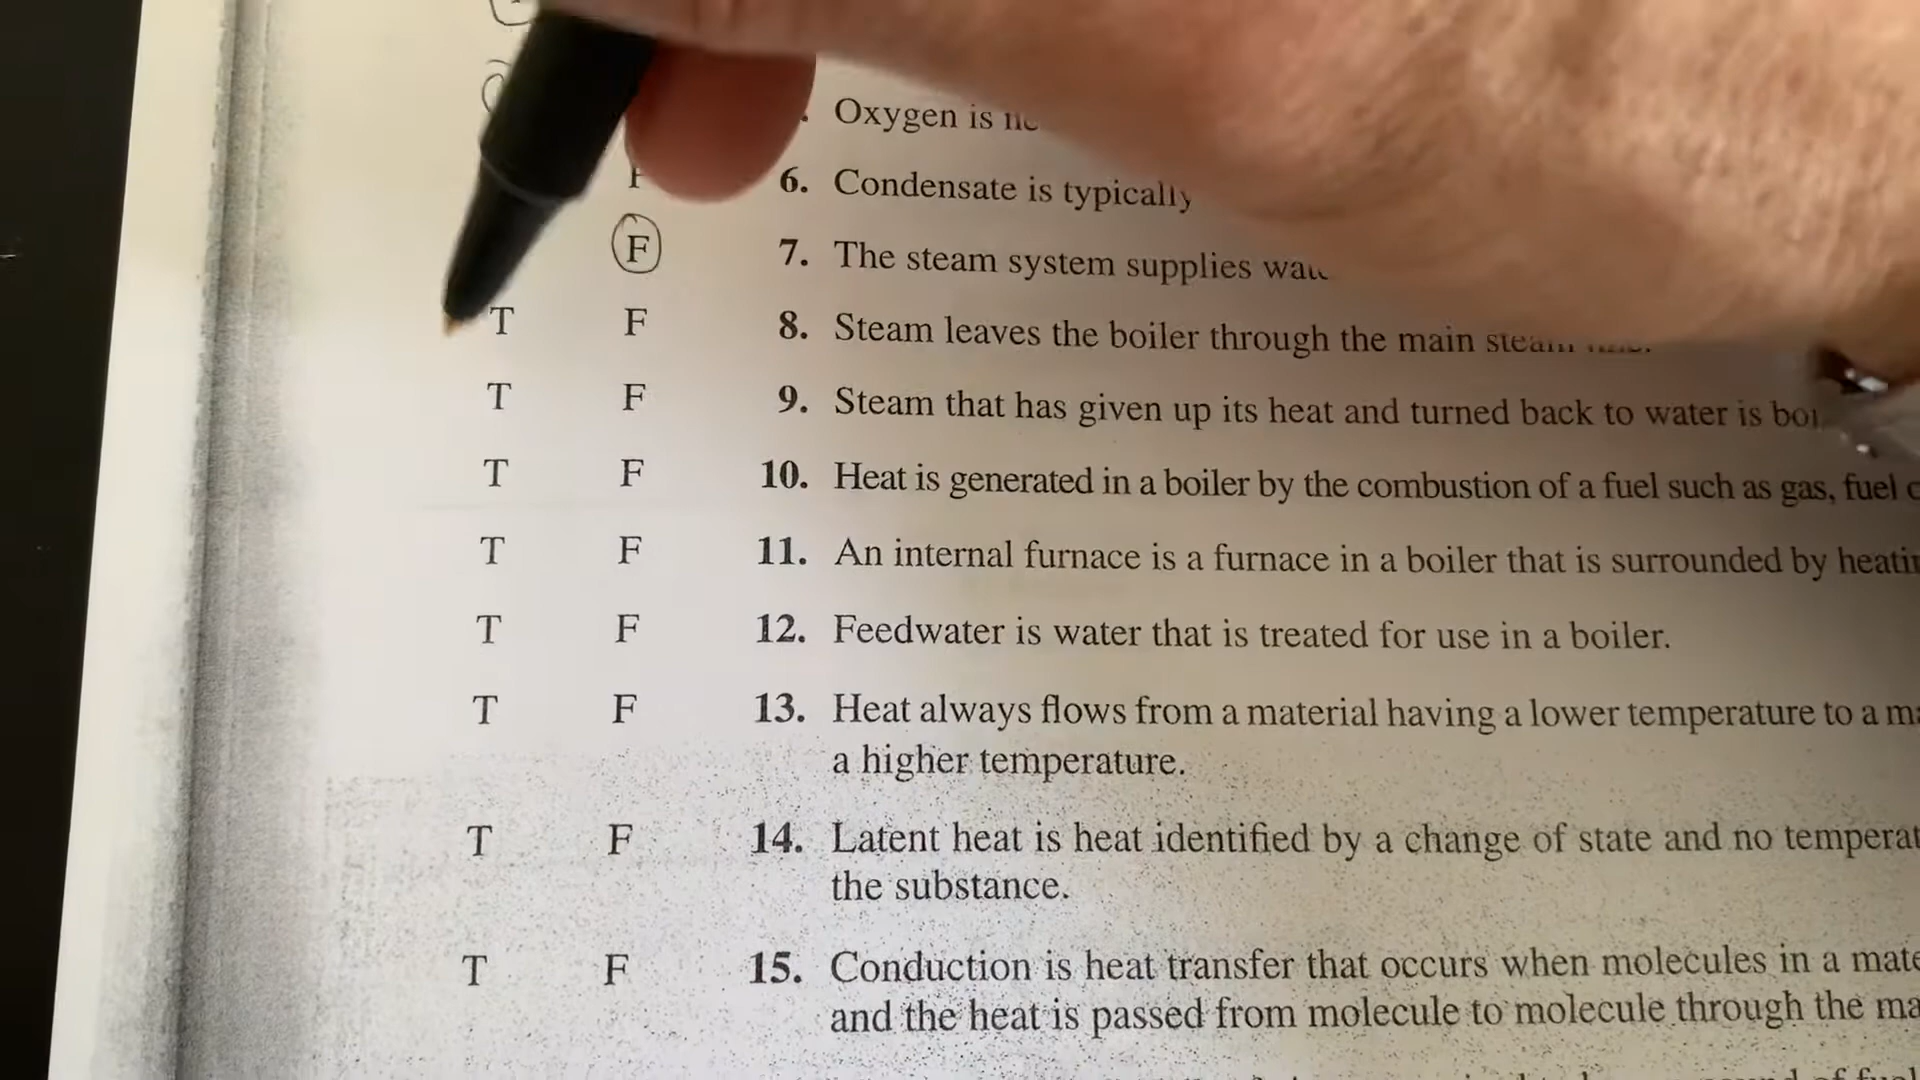 Oxygen is
F 6. Condensate is typically
F 7. The steam system supplies
T F 8. Steam leaves the boiler through the main steam
T F 9. Steam that has given up its heat and turned back to water is
T F 10. Heat is generated in a boiler by the combustion of a fuel such as gas, fuel
T F 11. An internal furnace is a furnace in a boiler that is surrounded by
T F 12. Feedwater is water that is treated for use in a boiler.
T F 13. Heat always flows from a material having a lower temperature to a
a higher temperature.
T F 14. Latent heat is heat identified by a change of state and no
the substance.
T F 15. Conduction is heat transfer that occurs when molecules in a
and the heat is passed from molecule to molecule through the